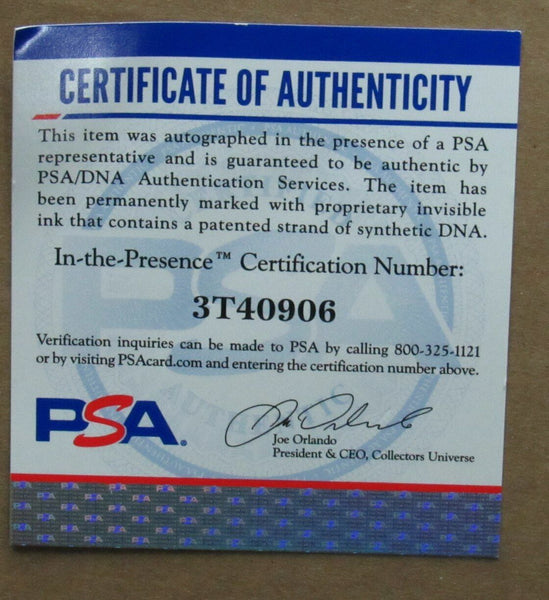 CERTIFICATE OF AUTHENTICITY
This item was autographed in the presence of a PSA
representative and is guaranteed to be authentic by
PSA/DNA Authentication Services. The item has
been permanently marked with proprietary invisible
ink that contains a patented strand of synthetic DNA.
In-the-Presence™ Certification Number:
3T40906
Verification inquiries can be made to PSA by calling 800-325-1121
or by visiting PSAcard.com and entering the certification number above.
PSA®
Joe Orlando
President & CEO, Collectors Universe